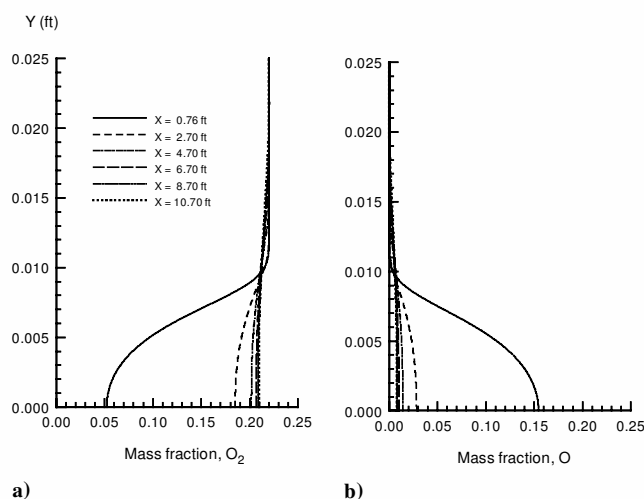 Y (ft)
0.025
0.020
0.015
0.010
0.005
0.000
0.00 0.05 0.10 0.15 0.20 0.25
Mass fraction, O2
X = 0.76 ft
X = 2.70 ft
X = 4.70 ft
X = 6.70 ft
X = 8.70 ft
X = 10.70 ft
a)
0.025
0.020
0.015
0.010
0.005
0.000
0.00 0.05 0.10 0.15 0.20 0.25
Mass fraction, O
b)